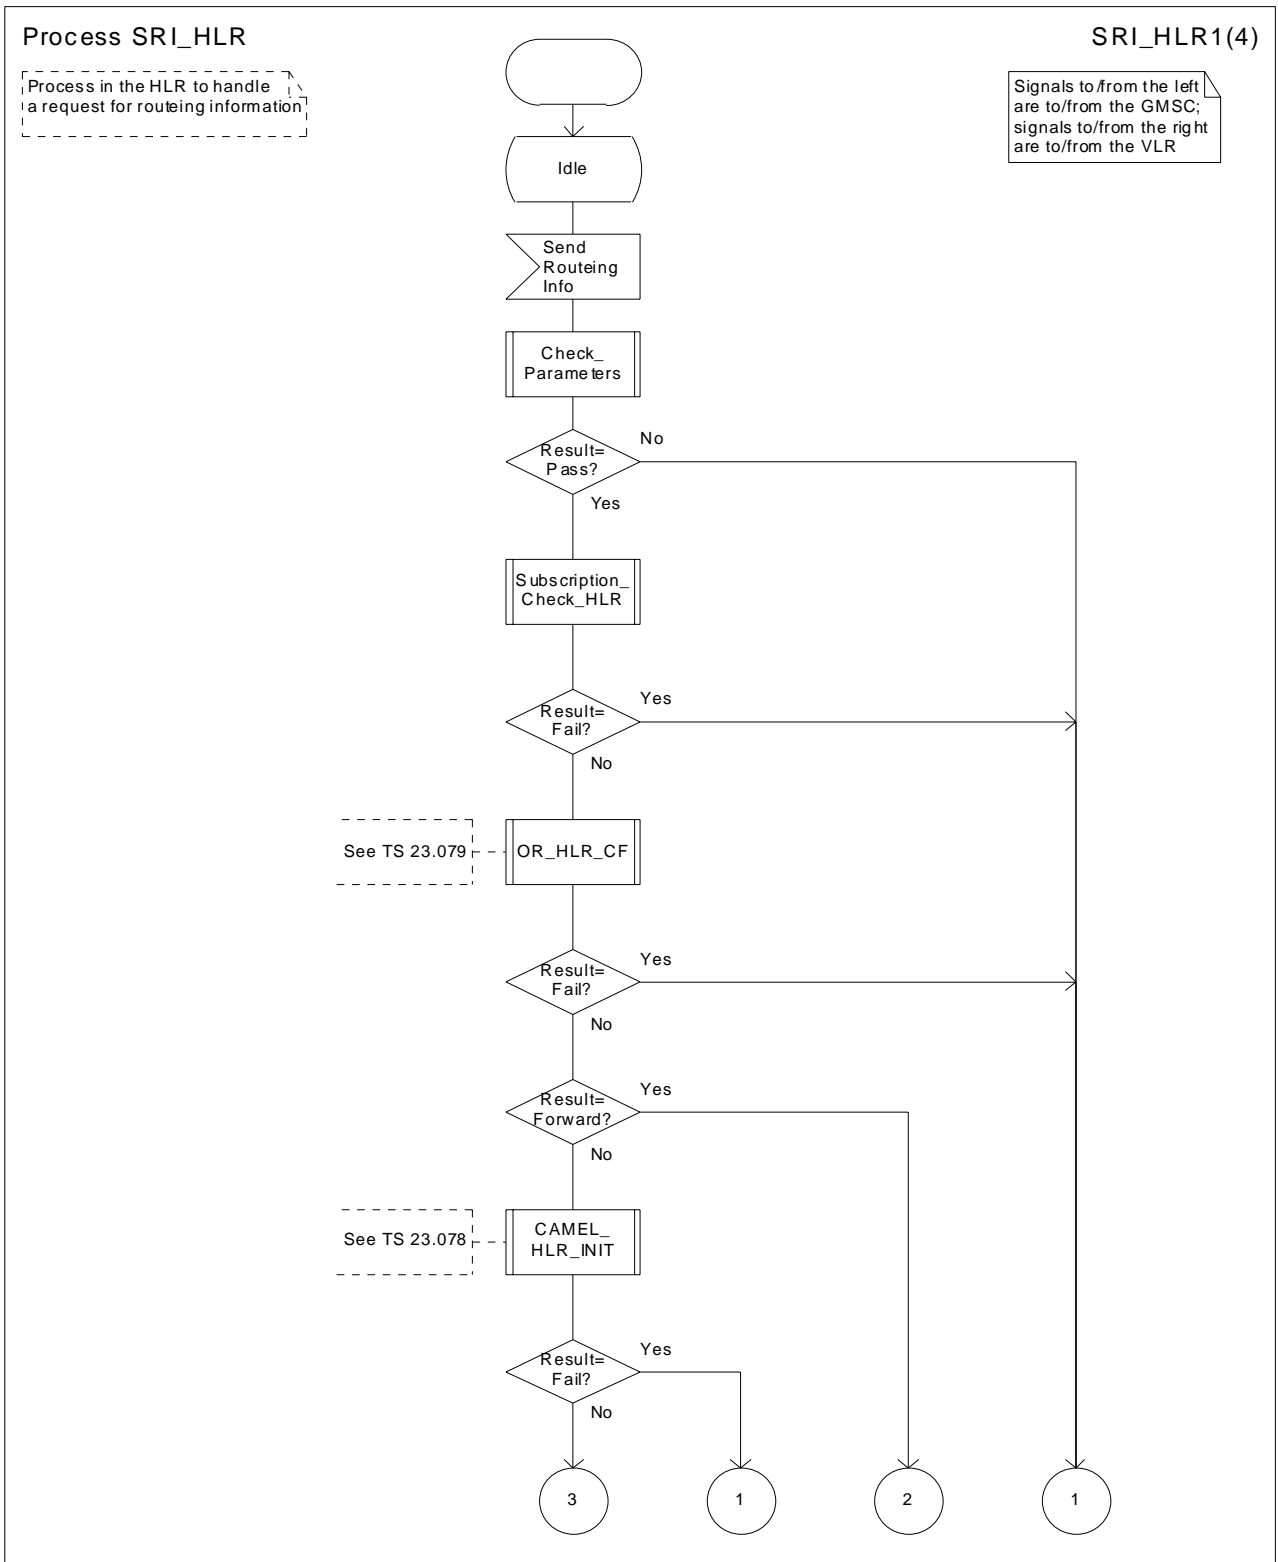 Process SRI_HLR
SRI_HLR1(4)
Process in the HLR to handle
a request for routeing information
Signals to/from the left
are to/from the GMSC;
signals to/from the right
are to/from the VLR
Idle
Send
Routeing
Info
Check_
Parameters
Result=
Pass?
No
Yes
Subscription_
Check_HLR
Result=
Fail?
Yes
No
See TS 23.079
OR_HLR_CF
Result=
Fail?
Yes
No
Result=
Forward?
Yes
No
See TS 23.078
CAMEL_
HLR_INIT
Result=
Fail?
Yes
No
3
1
2
1